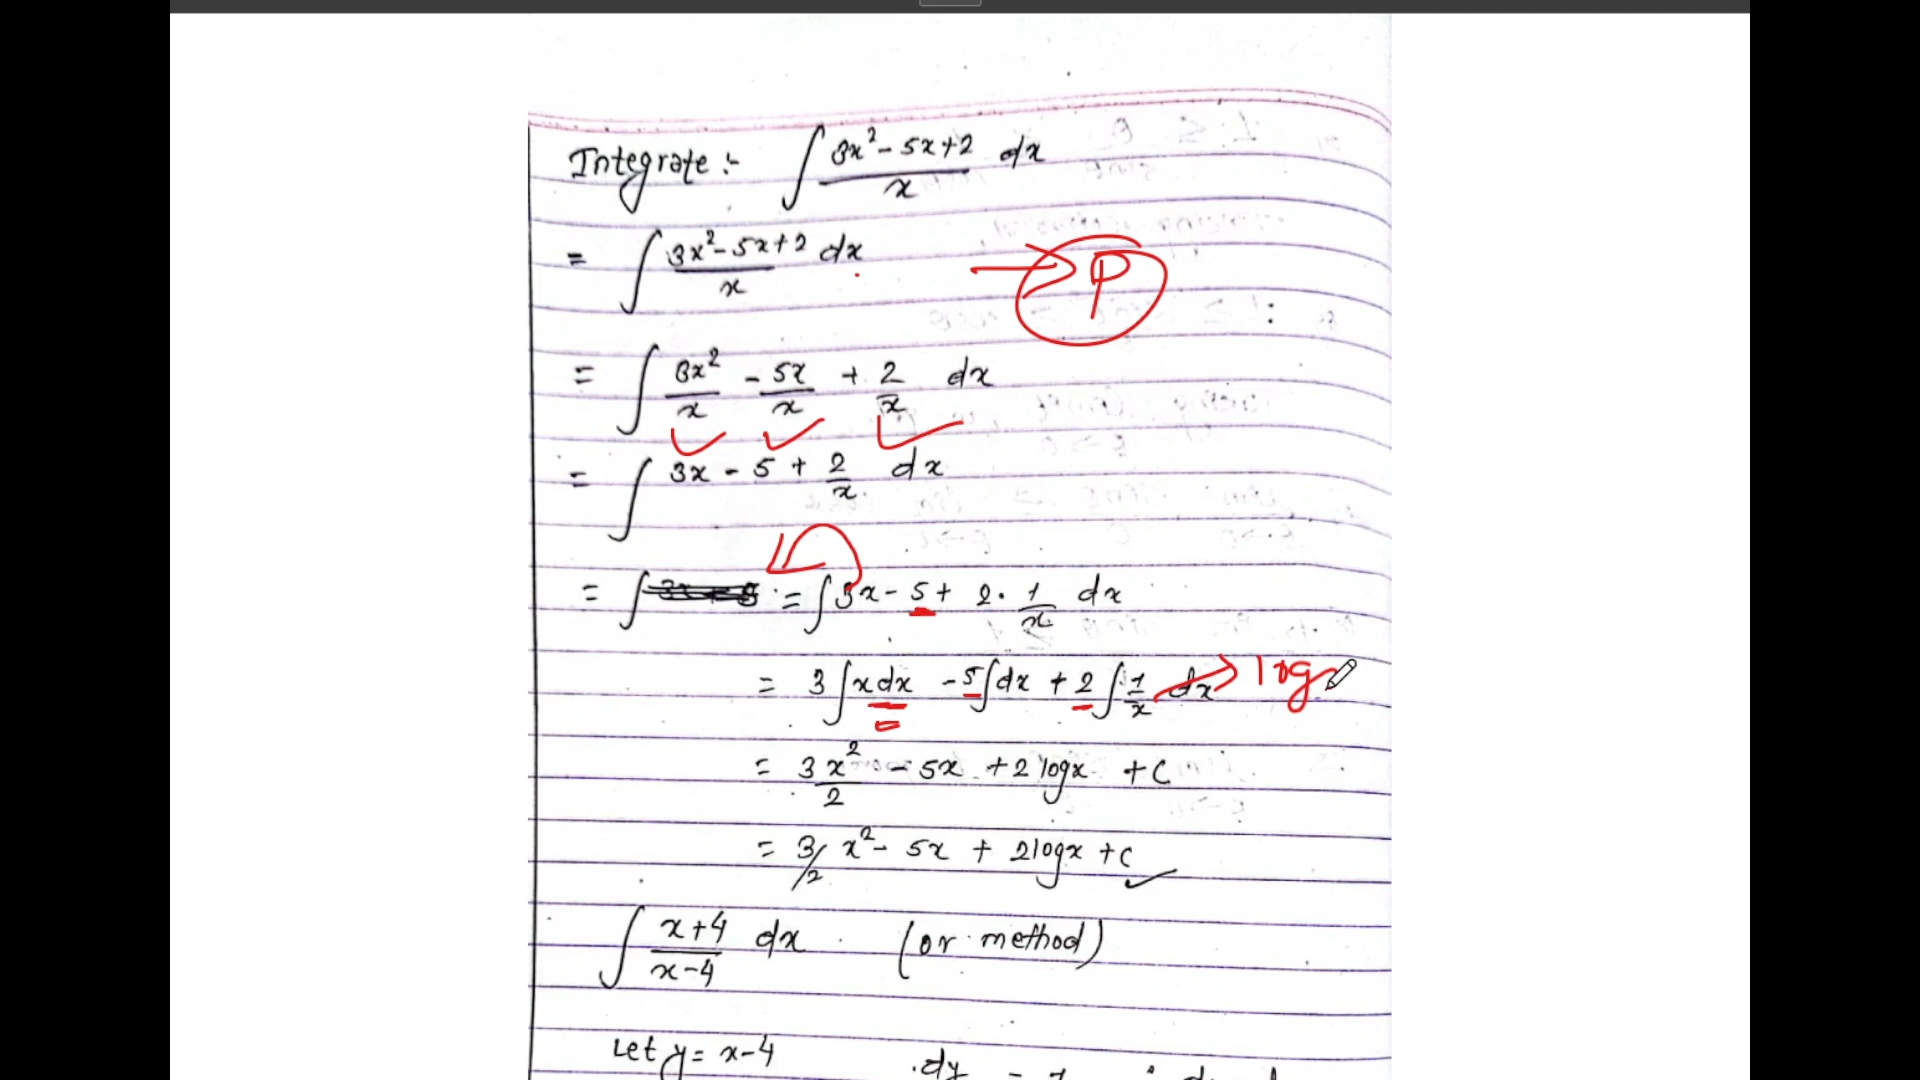 Integrate :- ∫ (3x² - 5x + 2)/x dx
= ∫ (3x² - 5x + 2)/x dx → P
= ∫ 3x²/x - 5x/x + 2/x dx
= ∫ 3x - 5 + 2/x dx
= ∫ = ∫ 3x - 5 + 2 · 1/x dx
= 3 ∫ x dx - 5 ∫ dx + 2 ∫ 1/x dx → log
= 3x²/2 - 5x + 2 logx + C
= 3/2 x² - 5x + 2logx + C
∫ (x+4)/(x-4) dx (or method)
Let y = x-4